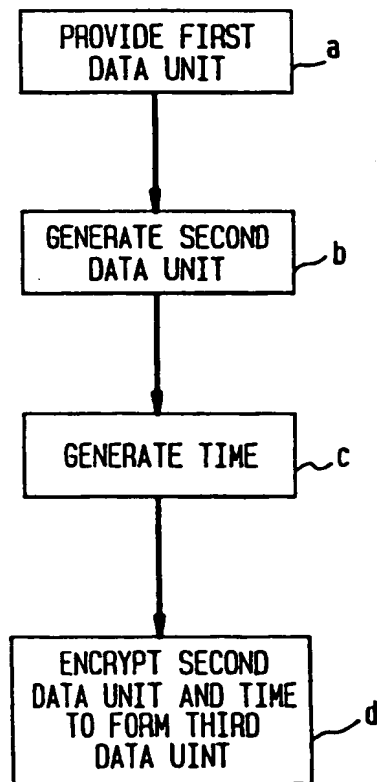 PROVIDE FIRST
DATA UNIT
a
GENERATE SECOND
DATA UNIT
b
GENERATE TIME
c
ENCRYPT SECOND
DATA UNIT AND TIME
TO FORM THIRD
DATA UINT
d